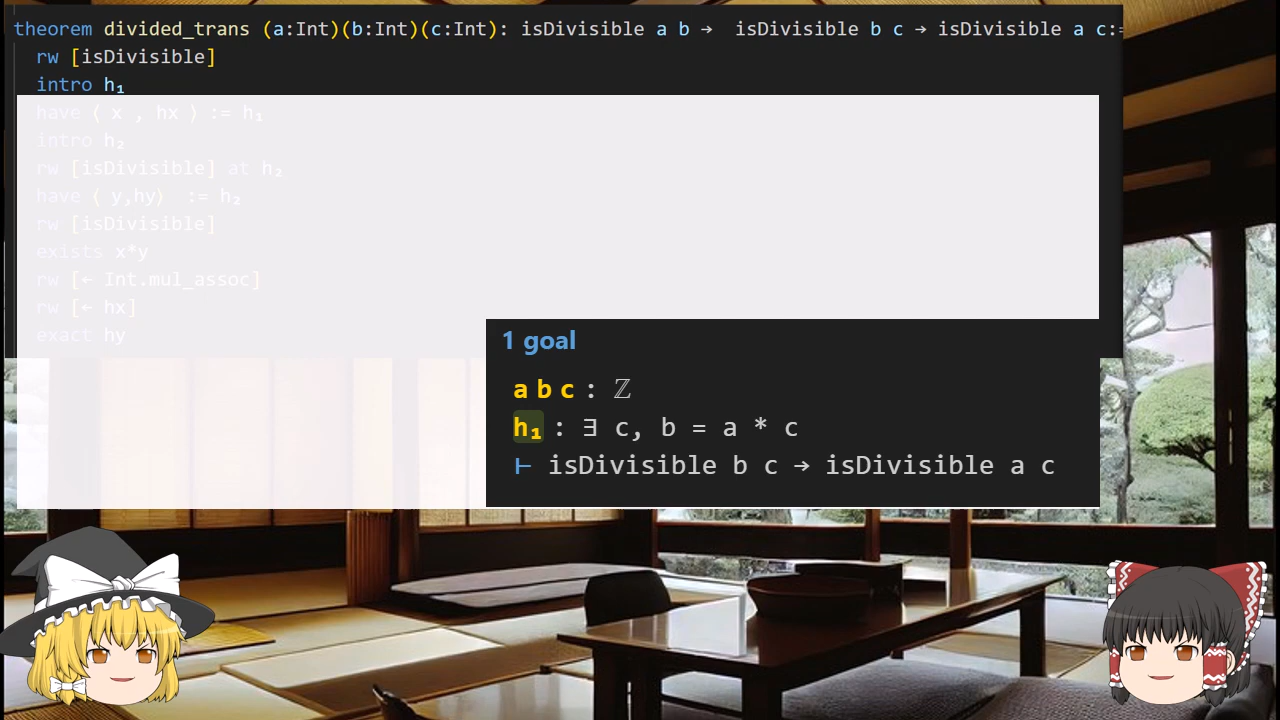 theorem divided_trans (a:Int)(b:Int)(c:Int): isDivisible a b → isDivisible b c → isDivisible a c:=
rw [isDivisible]
intro h₁
have ⟨ x , hx ⟩ := h₁
intro h₂
rw [isDivisible] at h₂
have ⟨ y,hy⟩ := h₂
rw [isDivisible]
exists x*y
rw [← Int.mul_assoc]
rw [← hx]
exact hy
1 goal
a b c : ℤ
h₁ : ∃ c, b = a * c
⊢ isDivisible b c → isDivisible a c